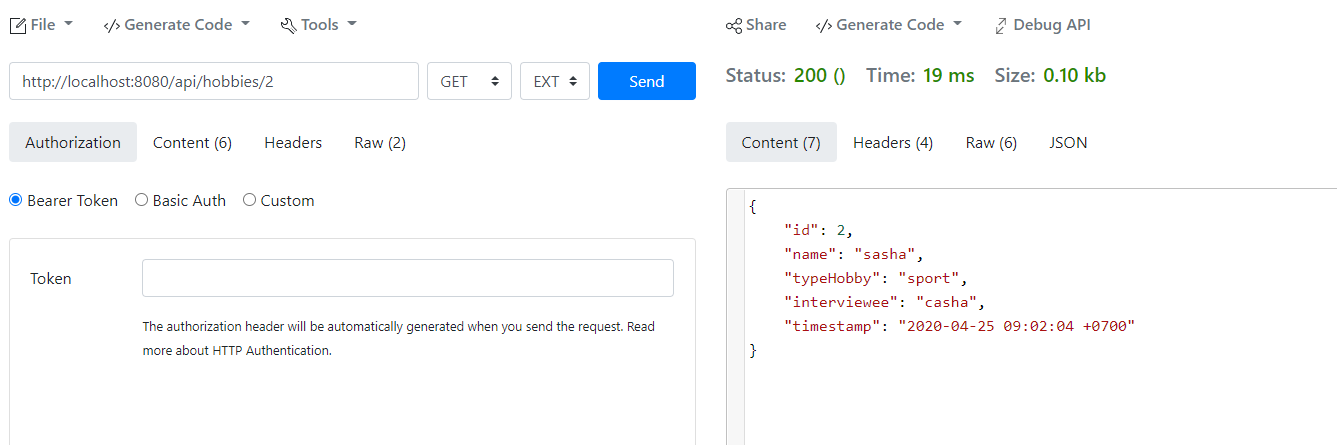 File
Generate Code
Tools
Share
Generate Code
Debug API
http://localhost:8080/api/hobbies/2
GET
EXT
Send
Status: 200 () Time: 19 ms Size: 0.10 kb
Authorization
Content (6)
Headers
Raw (2)
Content (7)
Headers (4)
Raw (6)
JSON
Bearer Token
Basic Auth
Custom
Token
The authorization header will be automatically generated when you send the request. Read
more about HTTP Authentication.
{
"id": 2,
"name": "sasha",
"typeHobby": "sport",
"interviewee": "casha",
"timestamp": "2020-04-25 09:02:04 +0700"
}